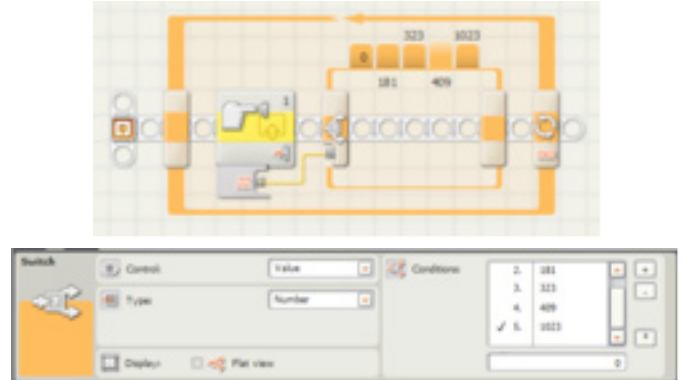 323 1023
0
181 409
1
Switch
Control:
Value
Conditions:
2. 181
+
3. 323
-
Type:
Number
4. 409
✓ 5. 1023
*
Display:
Flat view
0